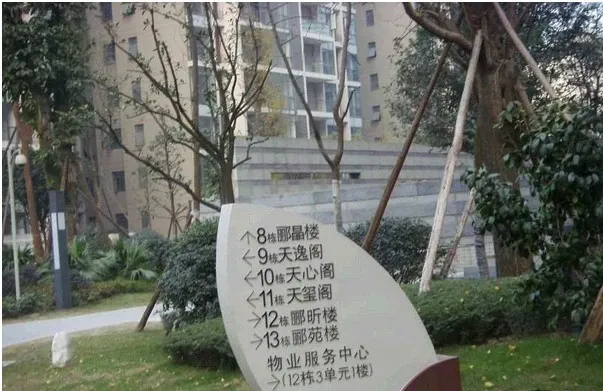 ↑8栋郦晶楼
←9栋天逸阁
←10栋天心阁
←11栋天玺阁
→12栋郦昕楼
→13栋郦苑楼
物业服务中心
→(12栋3单元1楼)